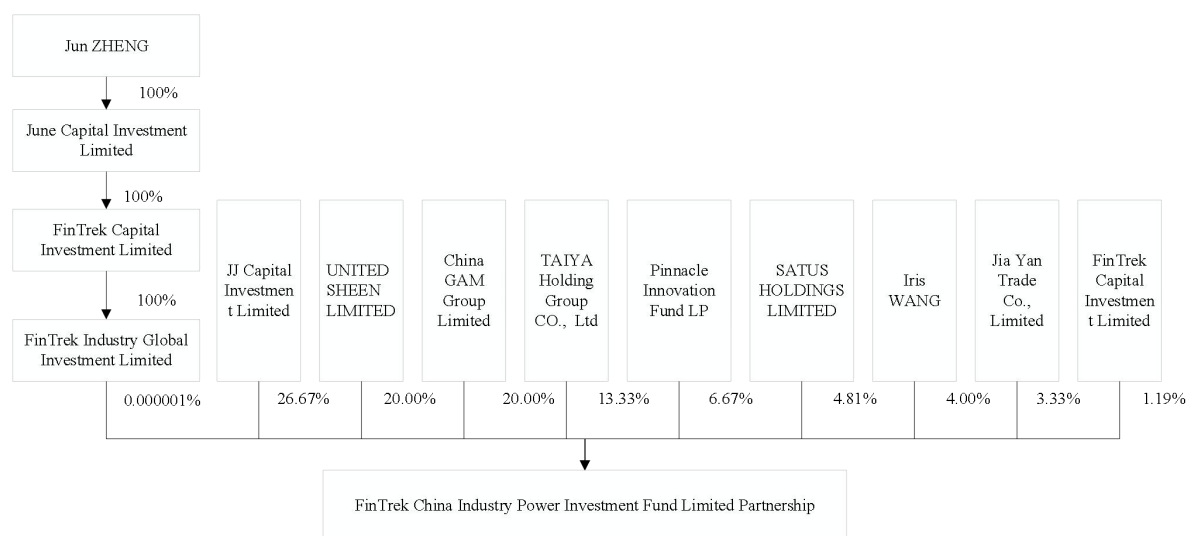 Jun ZHENG
100%
June Capital Investment
Limited
100%
FinTrek Capital
Investment Limited
100%
FinTrek Industry Global
Investment Limited
JJ Capital
Investmen
t Limited
UNITED
SHEEN
LIMITED
China
GAM
Group
Limited
TAIYA
Holding
Group
CO., Ltd
Pinnacle
Innovation
Fund LP
SATUS
HOLDINGS
LIMITED
Iris
WANG
Jia Yan
Trade
Co.,
Limited
FinTrek
Capital
Investmen
t Limited
0.000001%
26.67%
20.00%
20.00%
13.33%
6.67%
4.81%
4.00%
3.33%
1.19%
FinTrek China Industry Power Investment Fund Limited Partnership